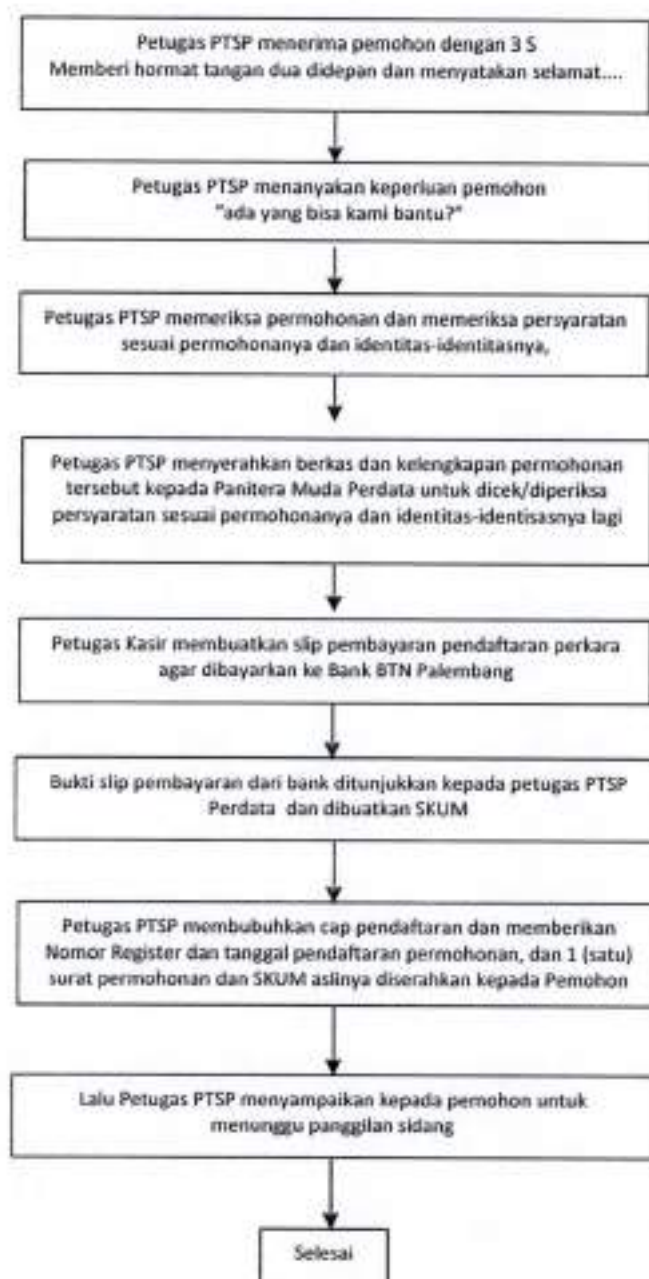 Petugas PTSP menerima pemohon dengan 3 S
Memberi hormat tangan dua didepan dan menyatakan selamat....
Petugas PTSP menanyakan keperluan pemohon
"ada yang bisa kami bantu?"
Petugas PTSP memeriksa permohonan dan memeriksa persyaratan
sesuai permohonanya dan identitas-identitasnya,
Petugas PTSP menyerahkan berkas dan kelengkapan permohonan
tersebut kepada Panitera Muda Perdata untuk dicek/diperiksa
persyaratan sesuai permohonanya dan identitas-identisasnya lagi
Petugas Kasir membuatkan slip pembayaran pendaftaran perkara
agar dibayarkan ke Bank BTN Palembang
Bukti slip pembayaran dari bank ditunjukkan kepada petugas PTSP
Perdata dan dibuatkan SKUM
Petugas PTSP membubuhkan cap pendaftaran dan memberikan
Nomor Register dan tanggal pendaftaran permohonan, dan 1 (satu)
surat permohonan dan SKUM aslinya diserahkan kepada Pemohon
Lalu Petugas PTSP menyampaikan kepada pemohon untuk
menunggu panggilan sidang
Selesai